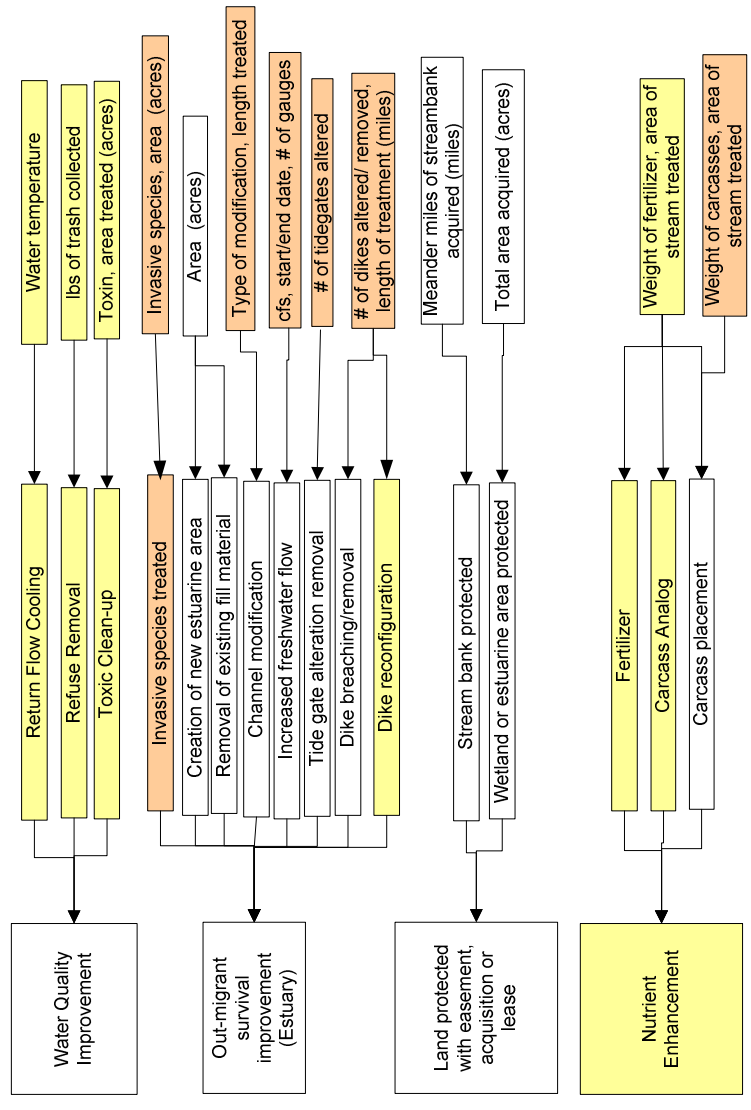 Water temperature
lbs of trash collected
Toxin, area treated (acres)
Invasive species, area  (acres)
Area  (acres)
Type of modification, length treated
cfs, start/end date, # of gauges
# of tidegates altered
# of dikes altered/ removed,
length of treatment (miles)
Meander miles of streambank
acquired (miles)
Total area acquired (acres)
Weight of fertilizer, area of
stream treated
Weight of carcasses, area of
stream treated
Return Flow Cooling
Refuse Removal
Toxic Clean-up
Invasive species treated
Creation of new estuarine area
Removal of existing fill material
Channel modification
Increased freshwater flow
Tide gate alteration removal
Dike breaching/removal
Dike reconfiguration
Stream bank protected
Wetland or estuarine area protected
Fertilizer
Carcass Analog
Carcass placement
Water Quality
Improvement
Out-migrant
survival
improvement
(Estuary)
Land protected
with easement,
acquisition or
lease
Nutrient
Enhancement